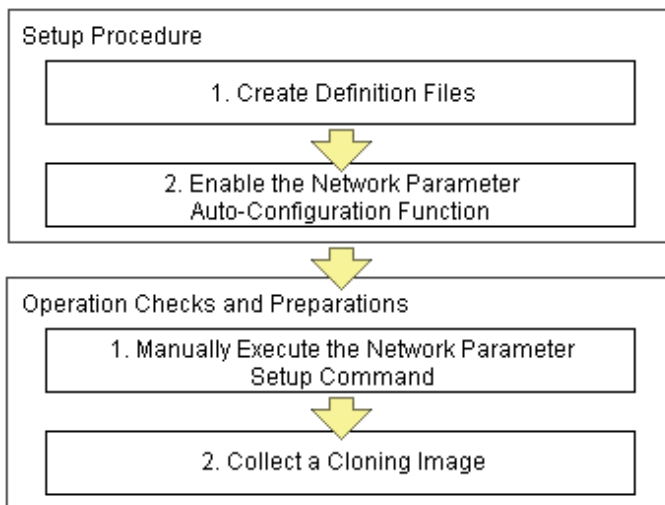 Setup Procedure
1. Create Definition Files
2. Enable the Network Parameter
Auto-Configuration Function
Operation Checks and Preparations
1. Manually Execute the Network Parameter
Setup Command
2. Collect a Cloning Image